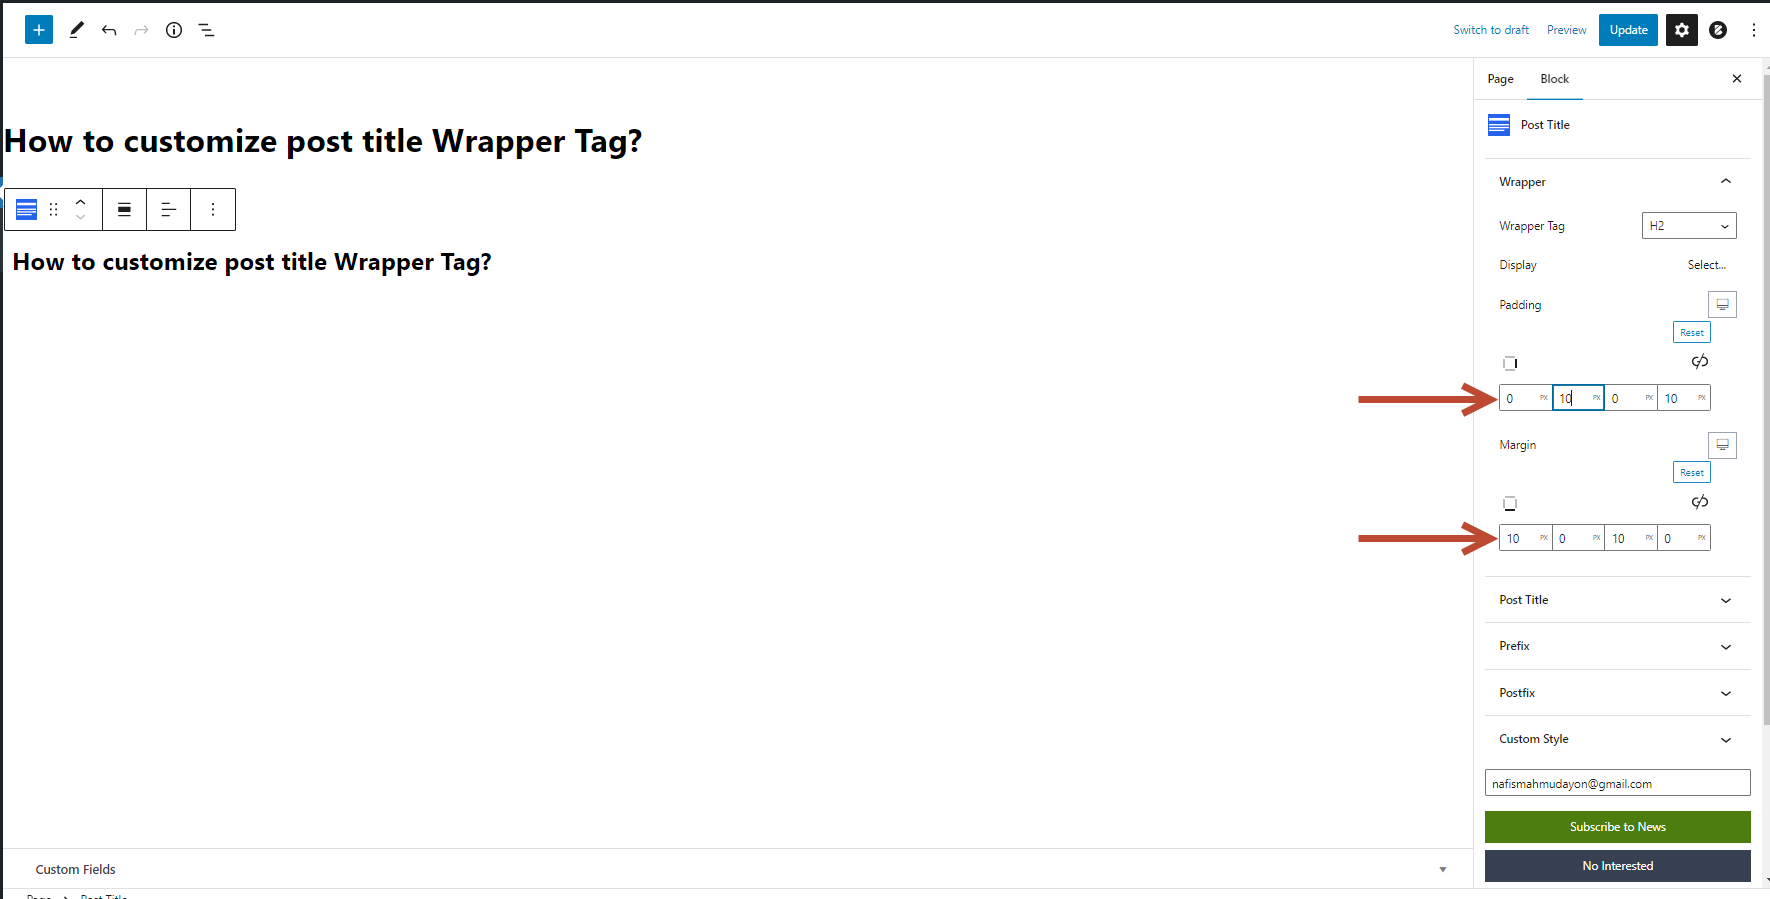 Switch to draft Preview Update
Page Block
Post Title
How to customize post title Wrapper Tag?
Wrapper
Wrapper Tag H2
How to customize post title Wrapper Tag?
Display Select...
Padding
Reset
0 PX 10 PX 0 PX 10 PX
Margin
Reset
10 PX 0 PX 10 PX 0 PX
Post Title
Prefix
Postfix
Custom Style
nafismahmudayon@gmail.com
Subscribe to News
No Interested
Custom Fields
Page Post Title